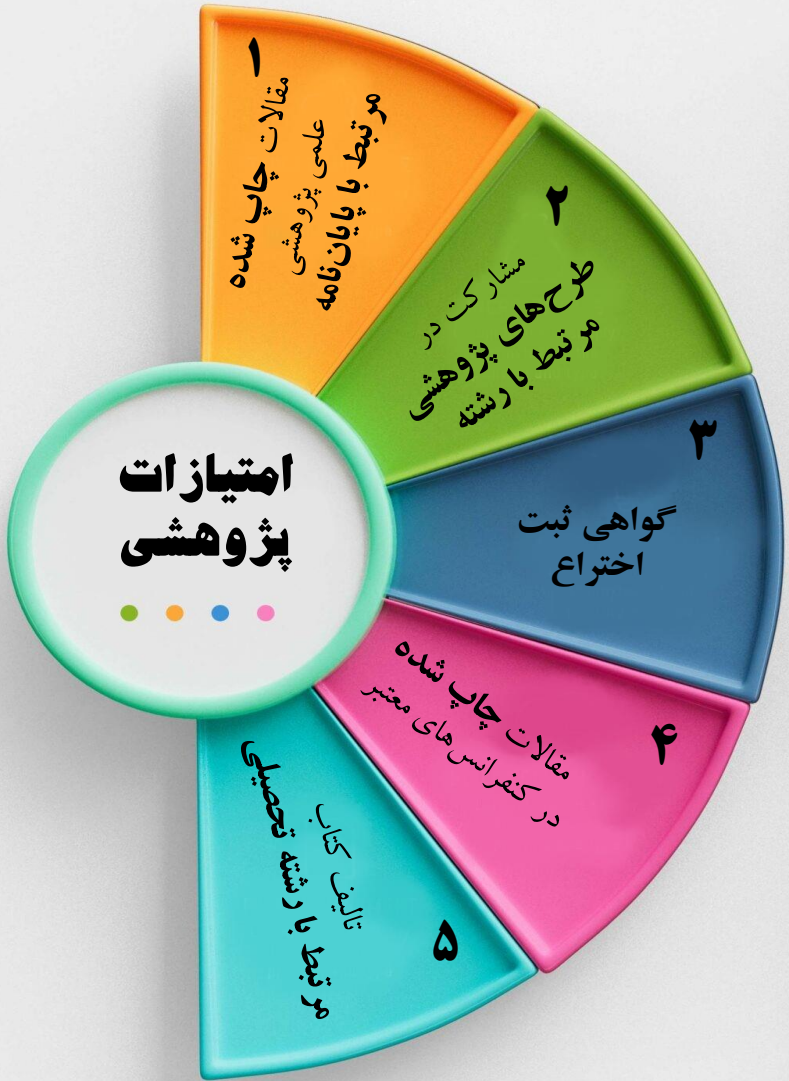 امتیازات
پژوهشی
۱
مقالات چاپ شده
علمی پژوهشی
مرتبط با پایان‌نامه
۲
مشارکت در
طرح‌های پژوهشی
مرتبط با رشته
۳
گواهی ثبت
اختراع
۴
مقالات چاپ شده
در کنفرانس‌های معتبر
۵
تالیف کتاب
مرتبط با رشته تحصیلی